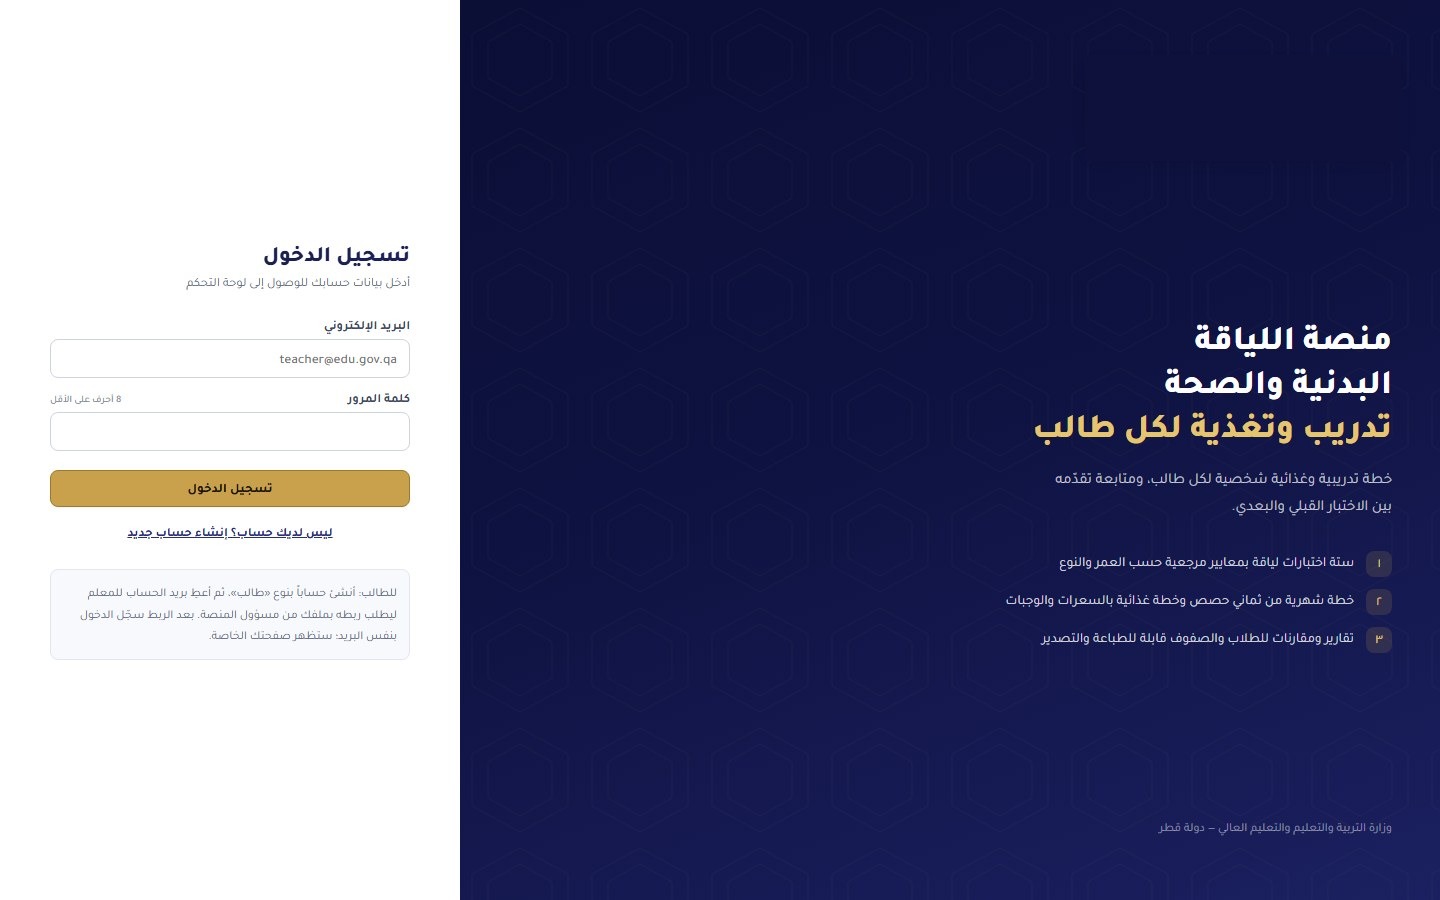 منصة اللياقة
البدنية والصحة
تدريب وتغذية لكل طالب
خطة تدريبية وغذائية شخصية لكل طالب، ومتابعة تقدّمه
بين الاختبار القبلي والبعدي.
١ ستة اختبارات لياقة بمعايير مرجعية حسب العمر والنوع
٢ خطة شهرية من ثماني حصص وخطة غذائية بالسعرات والوجبات
٣ تقارير ومقارنات للطلاب والصفوف قابلة للطباعة والتصدير
وزارة التربية والتعليم والتعليم العالي – دولة قطر
تسجيل الدخول
أدخل بيانات حسابك للوصول إلى لوحة التحكم
البريد الإلكتروني
teacher@edu.gov.qa
كلمة المرور 8 أحرف على الأقل
تسجيل الدخول
ليس لديك حساب؟ إنشاء حساب جديد
للطالب: أنشئ حساباً بنوع «طالب»، ثم أعطِ بريد الحساب للمعلم
ليطلب ربطه بملفك من مسؤول المنصة. بعد الربط سجّل الدخول
بنفس البريد؛ ستظهر صفحتك الخاصة.